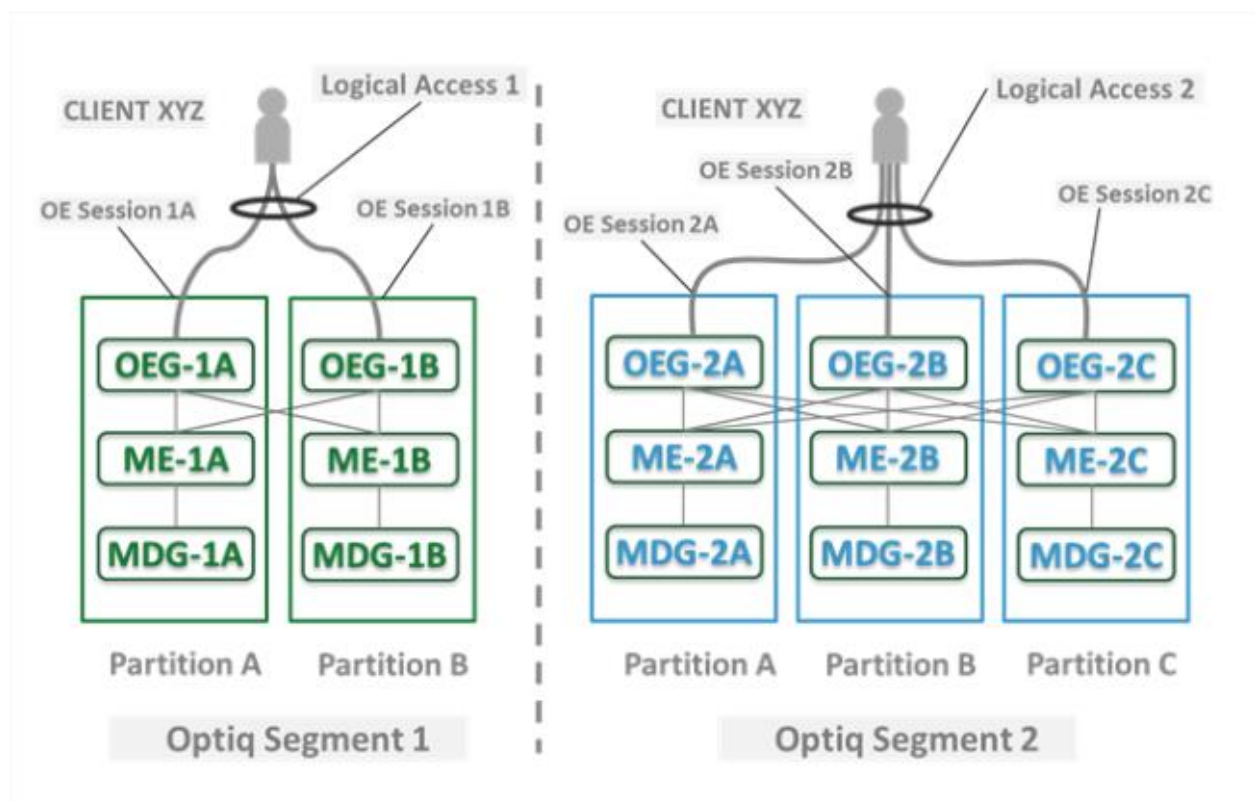 CLIENT XYZ
Logical Access 1
OE Session 1A
OE Session 1B
OEG-1A
OEG-1B
ME-1A
ME-1B
MDG-1A
MDG-1B
Partition A
Partition B
Optiq Segment 1
CLIENT XYZ
Logical Access 2
OE Session 2B
OE Session 2A
OE Session 2C
OEG-2A
OEG-2B
OEG-2C
ME-2A
ME-2B
ME-2C
MDG-2A
MDG-2B
MDG-2C
Partition A
Partition B
Partition C
Optiq Segment 2